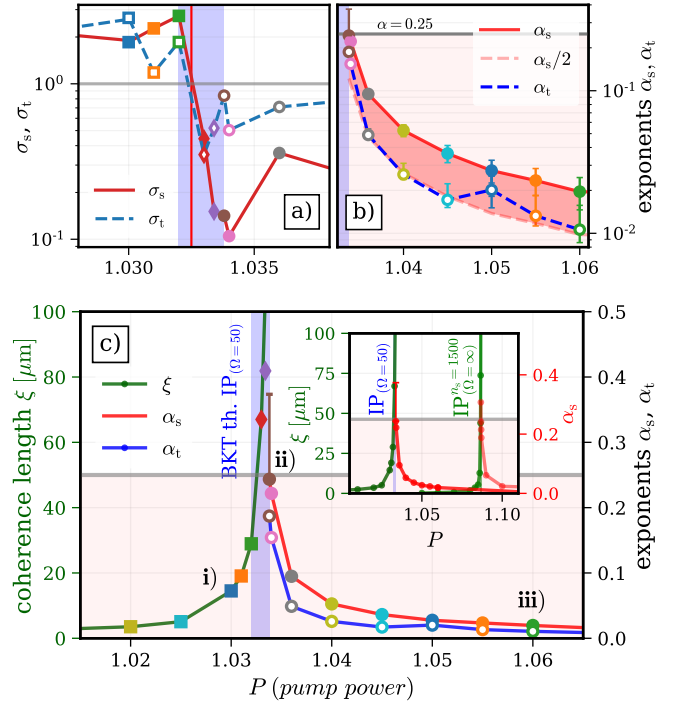 σₛ, σₜ
10⁰
10⁻¹
σₛ
σₜ
a)
1.030
1.035
α = 0.25
αₛ
αₛ/2
αₜ
b)
10⁻¹
10⁻²
exponents αₛ, αₜ
1.04
1.05
1.06
c)
coherence length ξ [μm]
100
80
60
40
20
0
ξ
αₛ
αₜ
BKT th. IP(Ω=50)
i)
ii)
iii)
0.5
0.4
0.3
0.2
0.1
0.0
exponents αₛ, αₜ
1.02
1.03
1.04
1.05
1.06
P (pump power)
ξ [μm]
100
75
50
25
0
IP(Ω=50)
IP^{nₛ=1500}_{(Ω=∞)}
0.4
0.2
0.0
αₛ
1.05
1.10
P